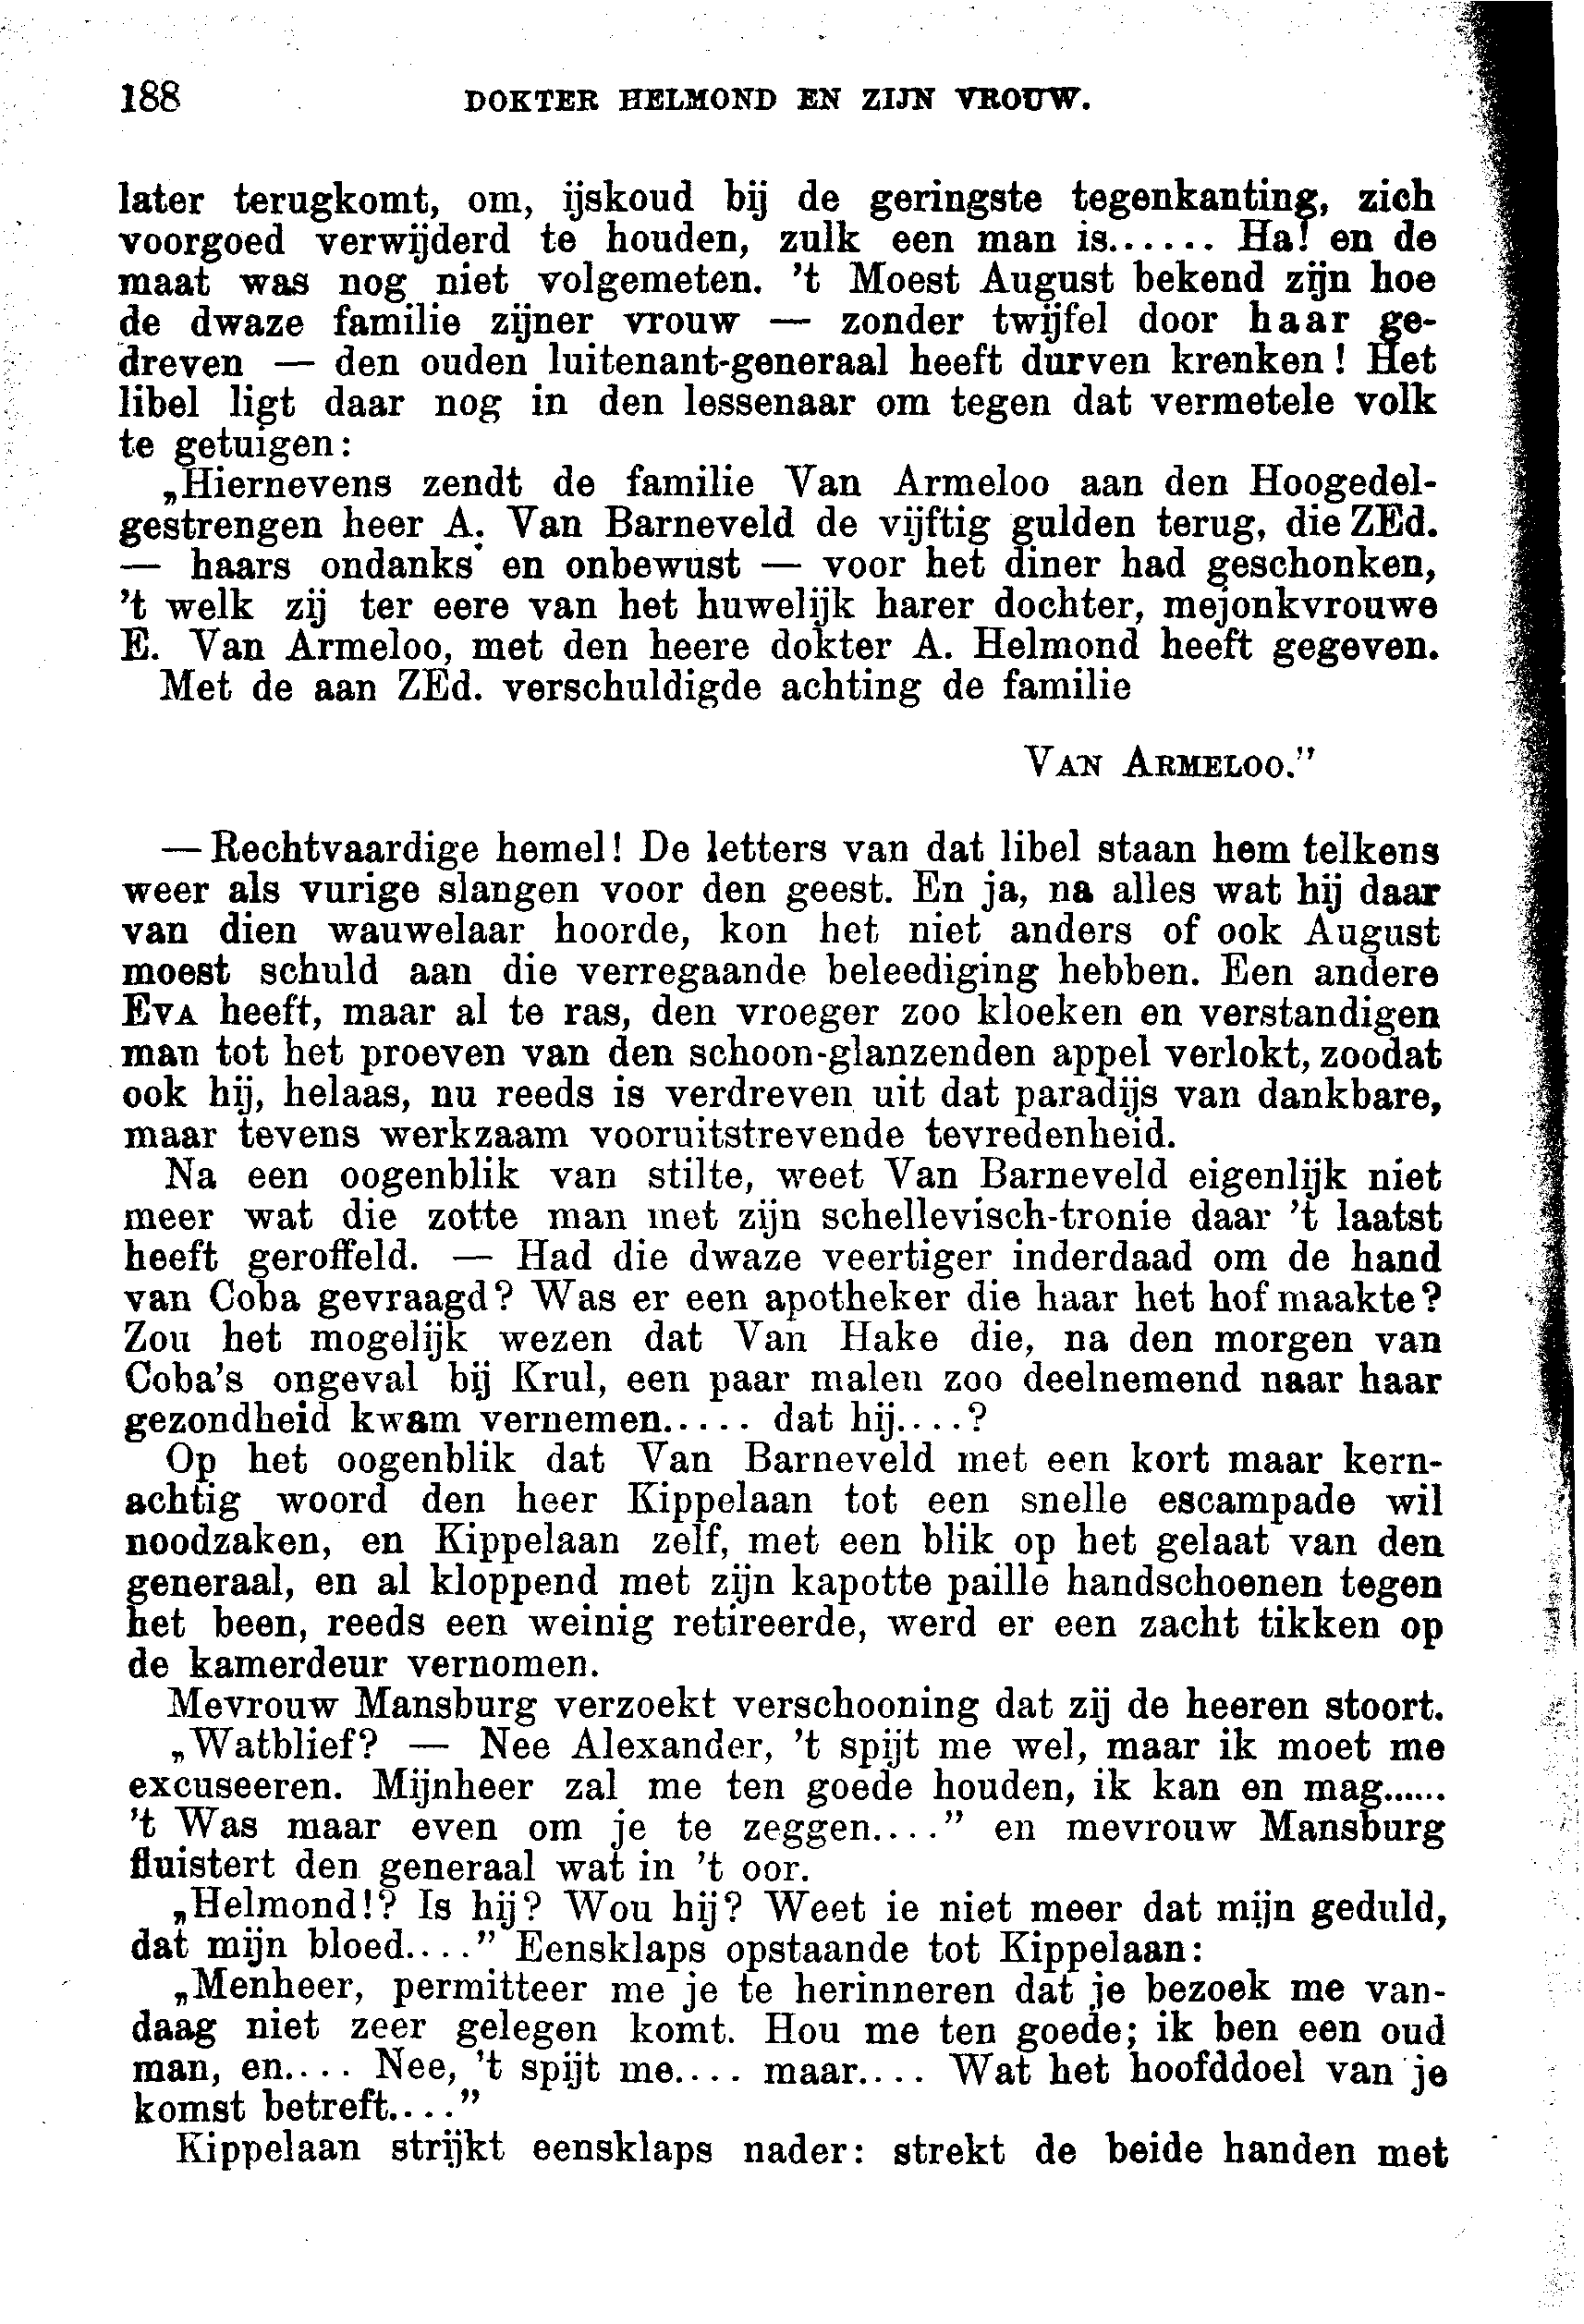 188 DOKTER HELMOND EN ZIJN VROUW.
later terugkomt, om, ijskoud bij de geringste tegenkanting, zich
voorgoed verwijderd te houden, zulk een man is...... Ha! en de
maat was nog niet volgemeten. 't Moest August bekend zijn hoe
de dwaze familie zijner vrouw — zonder twijfel door haar ge-
dreven — den ouden luitenant-generaal heeft durven krenken! Het
libel ligt daar nog in den lessenaar om tegen dat vermetele volk
te getuigen:
„Hiernevens zendt de familie Van Armeloo aan den Hoogedel-
gestrengen heer A. Van Barneveld de vijftig gulden terug, die ZEd.
— haars ondanks en onbewust — voor het diner had geschonken,
't welk zij ter eere van het huwelijk harer dochter, mejonkvrouwe
E. Van Armeloo, met den heere dokter A. Helmond heeft gegeven.
Met de aan ZEd. verschuldigde achting de familie
VAN ARMELOO."
— Rechtvaardige hemel! De letters van dat libel staan hem telkens
weer als vurige slangen voor den geest. En ja, na alles wat hij daar
van dien wauwelaar hoorde, kon het niet anders of ook August
moest schuld aan die verregaande beleediging hebben. Een andere
EVA heeft, maar al te ras, den vroeger zoo kloeken en verstandigen
man tot het proeven van den schoon-glanzenden appel verlokt, zoodat
ook hij, helaas, nu reeds is verdreven uit dat paradijs van dankbare,
maar tevens werkzaam vooruitstrevende tevredenheid.
Na een oogenblik van stilte, weet Van Barneveld eigenlijk niet
meer wat die zotte man met zijn schellevisch-tronie daar 't laatst
heeft geroffeld. — Had die dwaze veertiger inderdaad om de hand
van Coba gevraagd? Was er een apotheker die haar het hof maakte?
Zou het mogelijk wezen dat Van Hake die, na den morgen van
Coba's ongeval bij Krul, een paar malen zoo deelnemend naar haar
gezondheid kwam vernemen..... dat hij....?
Op het oogenblik dat Van Barneveld met een kort maar kern-
achtig woord den heer Kippelaan tot een snelle escampade wil
noodzaken, en Kippelaan zelf, met een blik op het gelaat van den
generaal, en al kloppend met zijn kapotte paille handschoenen tegen
het been, reeds een weinig retireerde, werd er een zacht tikken op
de kamerdeur vernomen.
Mevrouw Mansburg verzoekt verschooning dat zij de heeren stoort.
„Watblief? — Nee Alexander, 't spijt me wel, maar ik moet me
excuseeren. Mijnheer zal me ten goede houden, ik kan en mag......
't Was maar even om je te zeggen...." en mevrouw Mansburg
fluistert den generaal wat in 't oor.
„Helmond!? Is hij? Wou hij? Weet ie niet meer dat mijn geduld,
dat mijn bloed...." Eensklaps opstaande tot Kippelaan:
„Menheer, permitteer me je te herinneren dat je bezoek me van-
daag niet zeer gelegen komt. Hou me ten goede; ik ben een oud
man, en.... Nee, 't spijt me.... maar.... Wat het hoofddoel van je
komst betreft...."
Kippelaan strijkt eensklaps nader: strekt de beide handen met